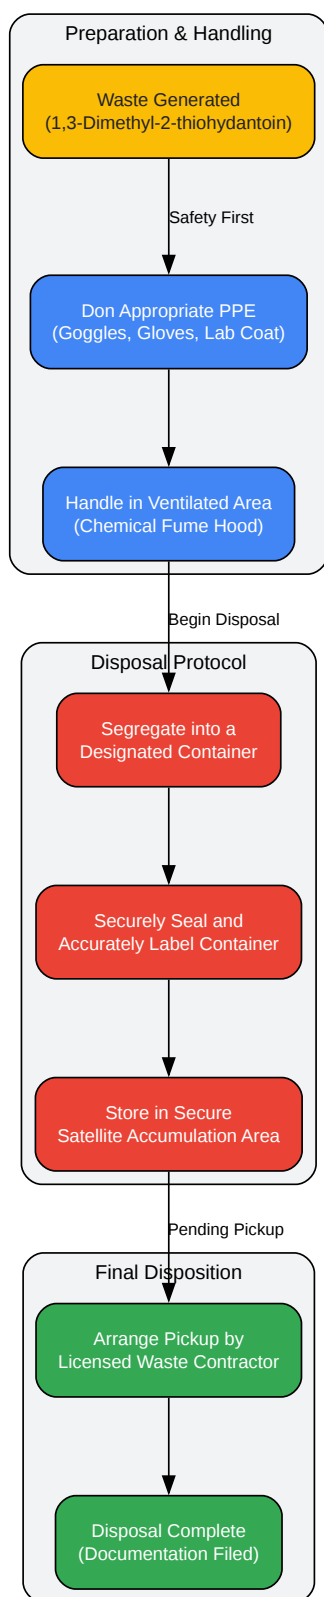 Preparation & Handling
Waste Generated
(1,3-Dimethyl-2-thiohydantoin)
Safety First
Don Appropriate PPE
(Goggles, Gloves, Lab Coat)
Handle in Ventilated Area
(Chemical Fume Hood)
Begin Disposal
Disposal Protocol
Segregate into a
Designated Container
Securely Seal and
Accurately Label Container
Store in Secure
Satellite Accumulation Area
Pending Pickup
Final Disposition
Arrange Pickup by
Licensed Waste Contractor
Disposal Complete
(Documentation Filed)